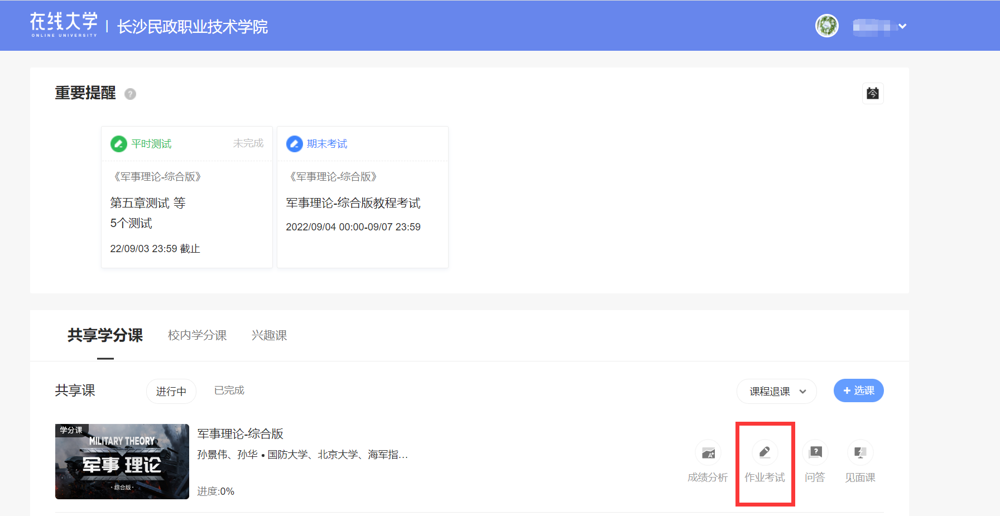 在线大学
ONLINE UNIVERSITY
长沙民政职业技术学院
重要提醒 ?
今
平时测试 未完成
《军事理论-综合版》
第五章测试 等
5个测试
22/09/03 23:59 截止
期末考试
《军事理论-综合版》
军事理论-综合版教程考试
2022/09/04 00:00-09/07 23:59
共享学分课 校内学分课 兴趣课
共享课 进行中 已完成 课程退课 + 选课
学分课
MILITARY THEORY
军事 理论
·综合版·
军事理论-综合版
孙景伟、孙华 • 国防大学、北京大学、海军指...
进度:0%
A+
?
成绩分析 作业考试 问答 见面课